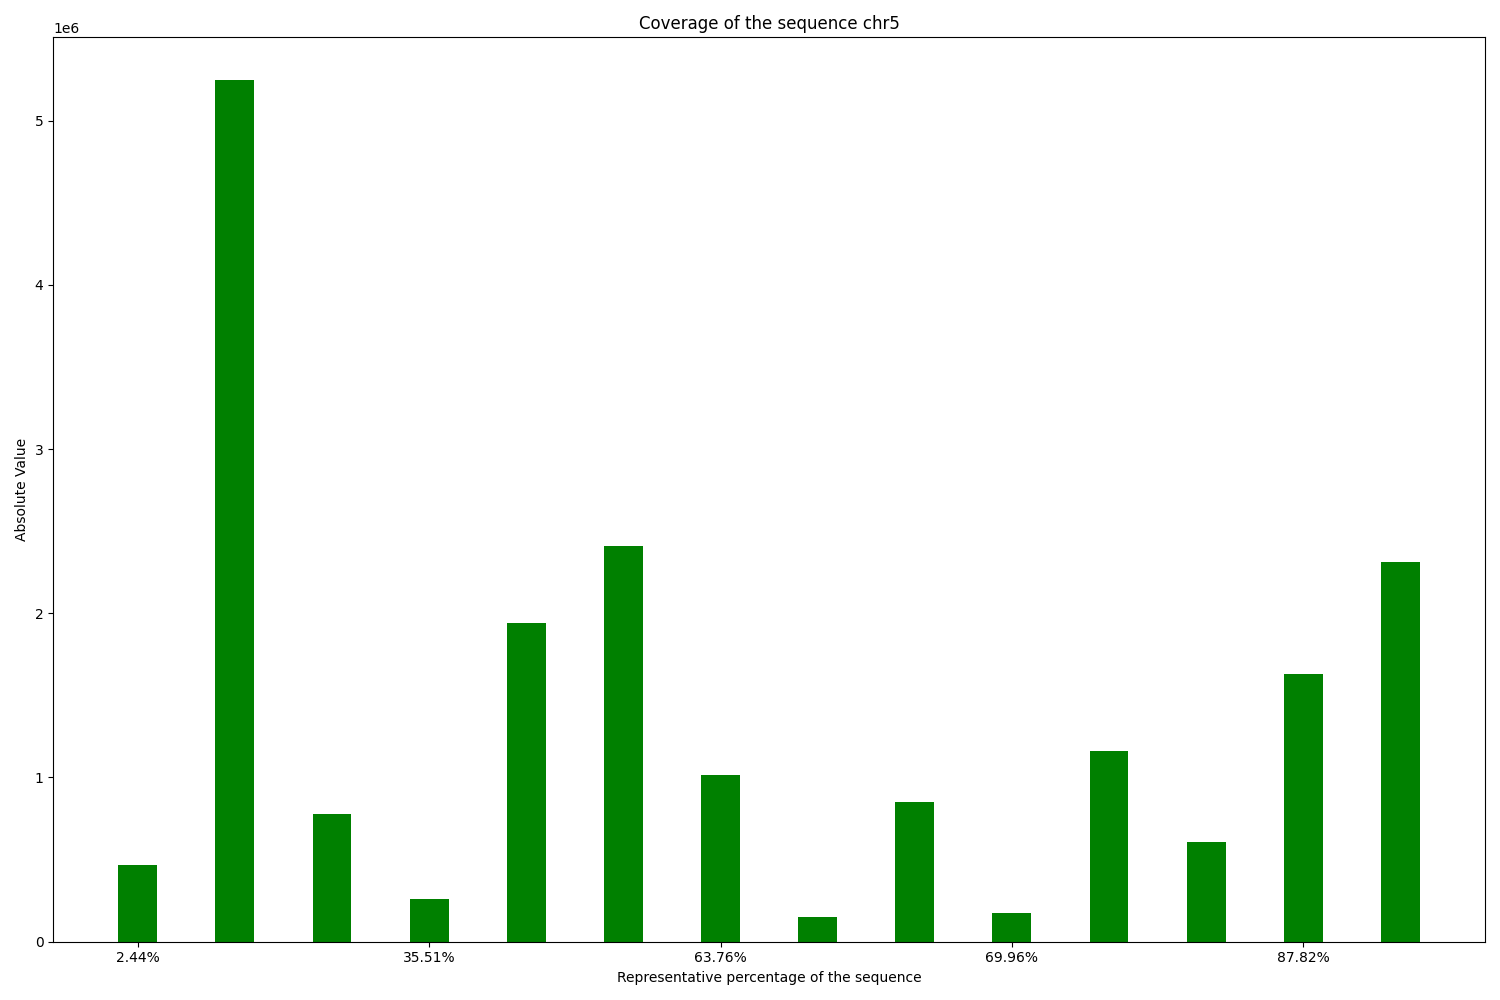 Coverage of the sequence chr5
1e6
5
4
3
2
1
0
Absolute Value
2.44% 35.51% 63.76% 69.96% 87.82%
Representative percentage of the sequence